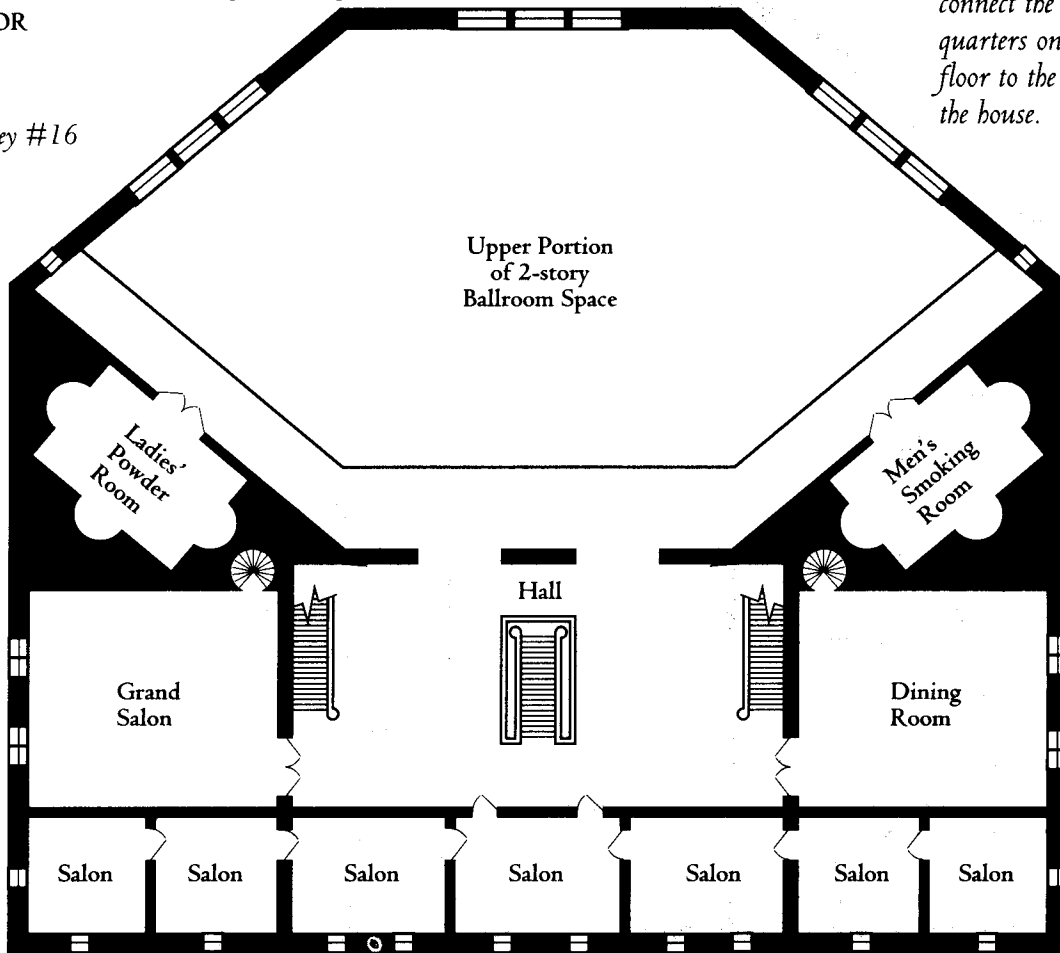 OR
ey #16
connect the
quarters on
floor to the
the house.
Upper Portion
of 2-story
Ballroom Space
Ladies'
Powder
Room
Men's
Smoking
Room
Hall
Grand
Salon
Dining
Room
Salon
Salon
Salon
Salon
Salon
Salon
Salon